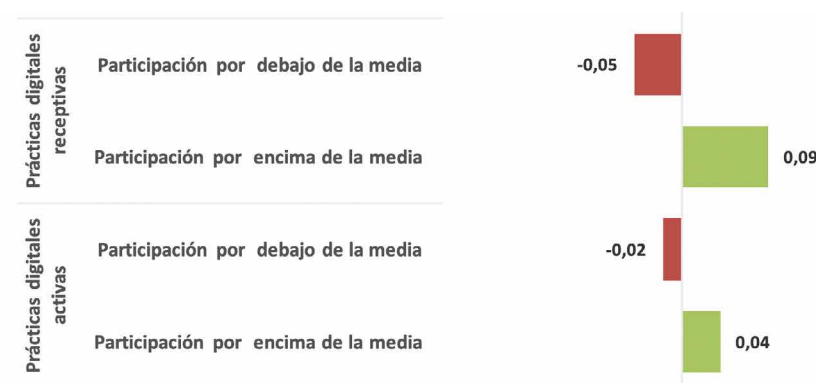 Prácticas digitales
receptivas
Participación por debajo de la media
-0,05
Participación por encima de la media
0,09
Prácticas digitales
activas
Participación por debajo de la media
-0,02
Participación por encima de la media
0,04